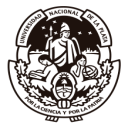 UNIVERSIDAD NACIONAL DE LA PLATA
POR LA CIENCIA Y POR LA PATRIA